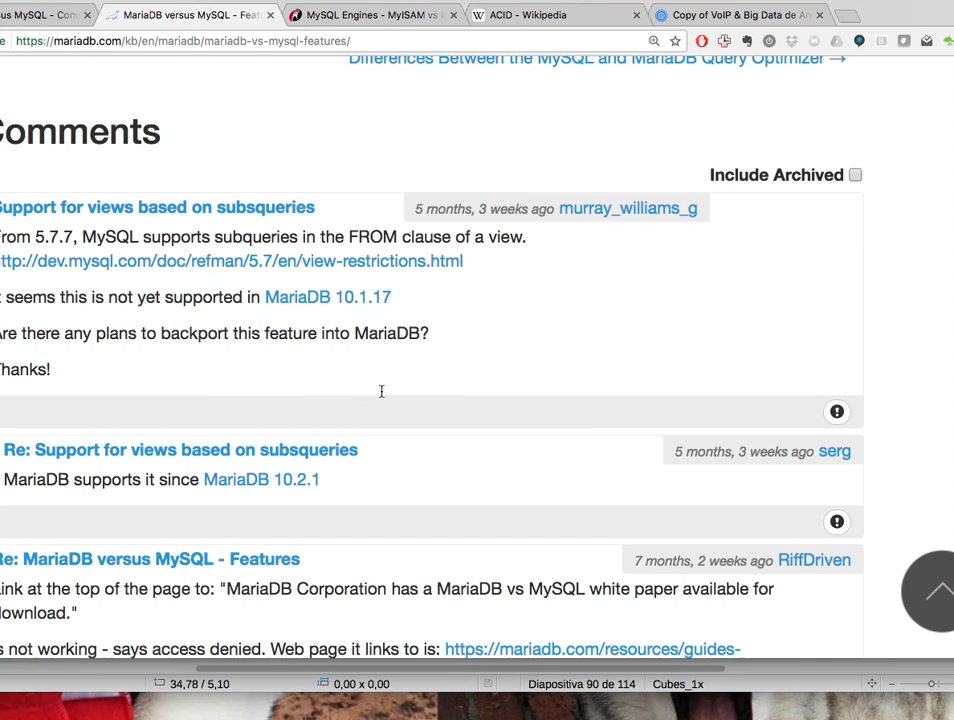 sus MySQL - Com
MariaDB versus MySQL - Feat
MySQL Engines - MyISAM vs I
ACID - Wikipedia
Copy of VoIP & Big Data de An
e https://mariadb.com/kb/en/mariadb/mariadb-vs-mysql-features/
Differences Between the MySQL and MariaDB Query Optimizer →
Comments
Include Archived
Support for views based on subsqueries
5 months, 3 weeks ago murray_williams_g
From 5.7.7, MySQL supports subqueries in the FROM clause of a view.
http://dev.mysql.com/doc/refman/5.7/en/view-restrictions.html
t seems this is not yet supported in MariaDB 10.1.17
Are there any plans to backport this feature into MariaDB?
Thanks!
Re: Support for views based on subsqueries
5 months, 3 weeks ago serg
MariaDB supports it since MariaDB 10.2.1
Re: MariaDB versus MySQL - Features
7 months, 2 weeks ago RiffDriven
Link at the top of the page to: "MariaDB Corporation has a MariaDB vs MySQL white paper available for
download."
is not working - says access denied. Web page it links to is: https://mariadb.com/resources/guides-
34,78 / 5,10
0,00 x 0,00
Diapositiva 90 de 114
Cubes_1x